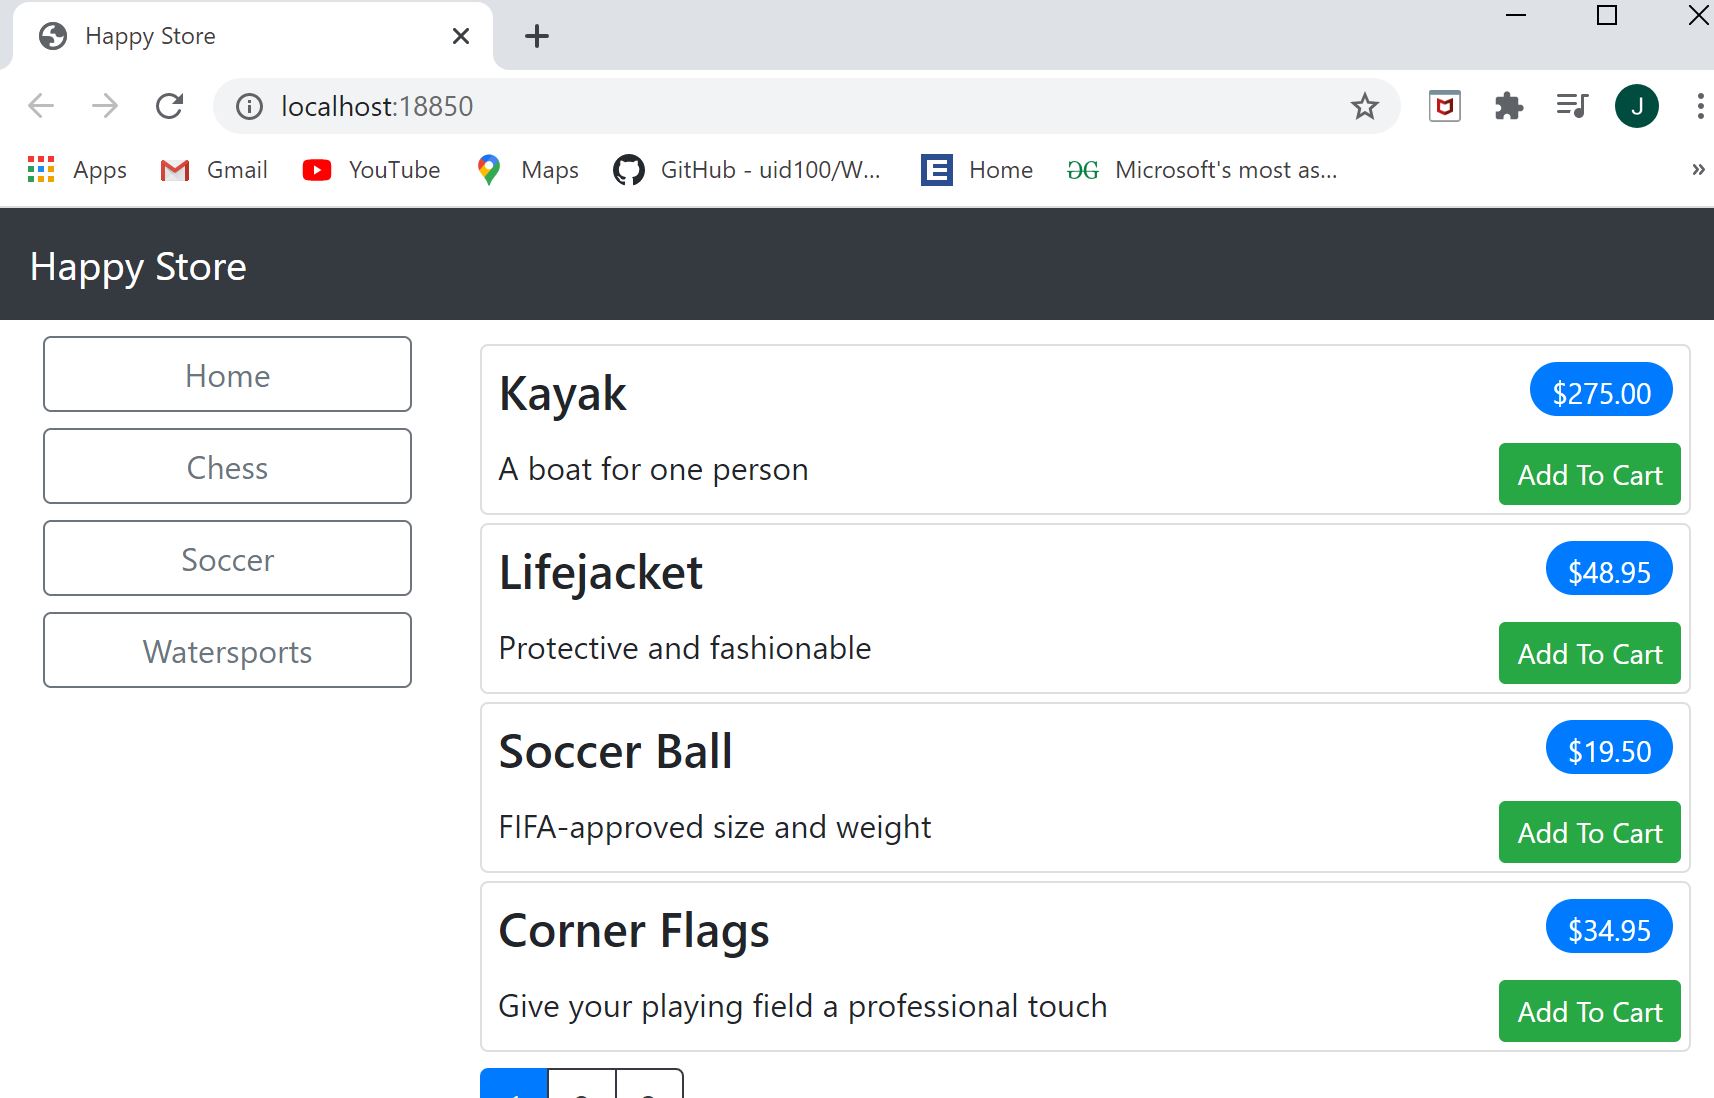 Happy Store
localhost:18850
J
Apps Gmail YouTube Maps GitHub - uid100/W... E Home GG Microsoft's most as... »
Happy Store
Home
Chess
Soccer
Watersports
Kayak $275.00
A boat for one person Add To Cart
Lifejacket $48.95
Protective and fashionable Add To Cart
Soccer Ball $19.50
FIFA-approved size and weight Add To Cart
Corner Flags $34.95
Give your playing field a professional touch Add To Cart